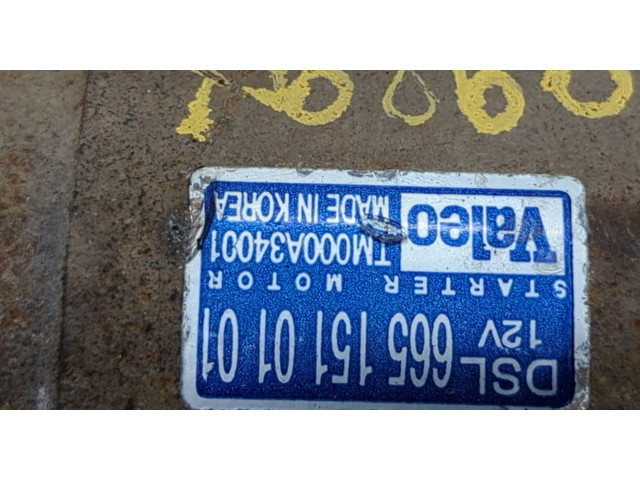 DSL 665 151 01 01
12V
STARTER MOTOR
Valeo TM000A34001
MADE IN KOREA